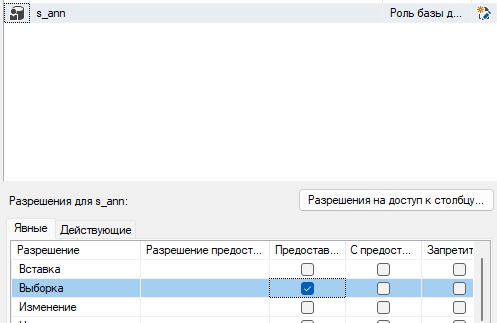 s_ann Роль базы д...
Разрешения для s_ann: Разрешения на доступ к столбцу...
Явные Действующие
Разрешение Разрешение предост... Предостав... С предост... Запретит
Вставка
Выборка
Изменение